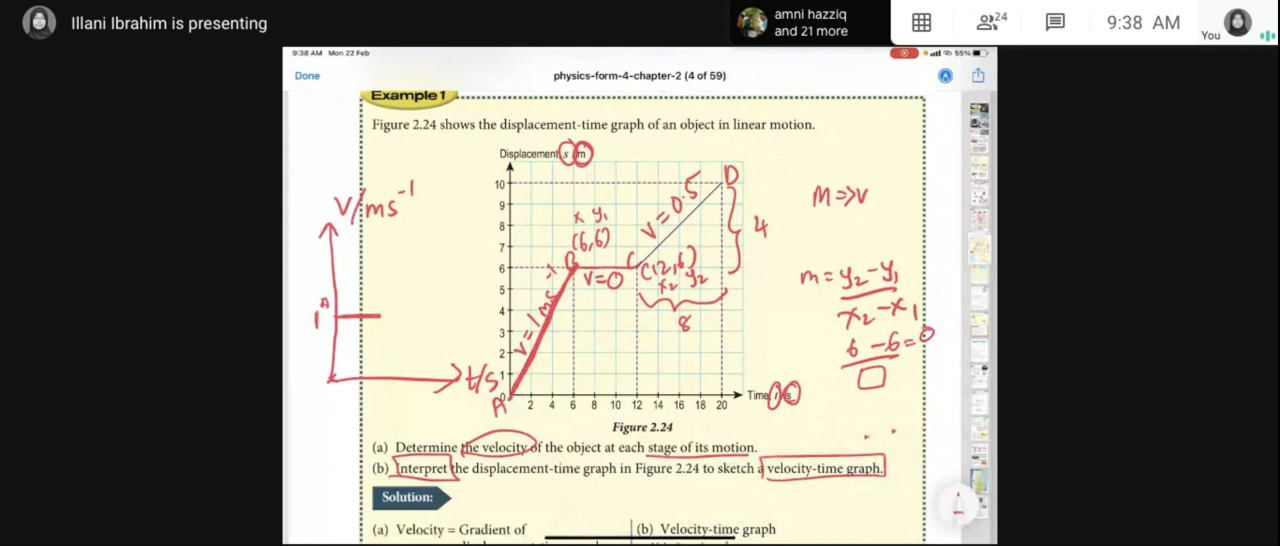 Illani Ibrahim is presenting
amni hazziq
and 21 more
24
9:38 AM
You
9:38 AM Mon 22 Feb
55%
Done
physics-form-4-chapter-2 (4 of 59)
Example 1
Figure 2.24 shows the displacement-time graph of an object in linear motion.
Displacement, s / m
10
9
8
7
6
5
4
3
2
1
0
2 4 6 8 10 12 14 16 18 20
Time, t / s
V/ms⁻¹
A
1
t/s
A
v = 1 ms⁻¹
B
x y₁
(6,6)
v=0
C
(12,6)
x₂ y₂
8
v = 0.5
D
4
m => v
m = y₂ - y₁
x₂ - x₁
6 - 6 = 0
Figure 2.24
(a) Determine the velocity of the object at each stage of its motion.
(b) Interpret the displacement-time graph in Figure 2.24 to sketch a velocity-time graph.
Solution:
(a) Velocity = Gradient of
(b) Velocity-time graph